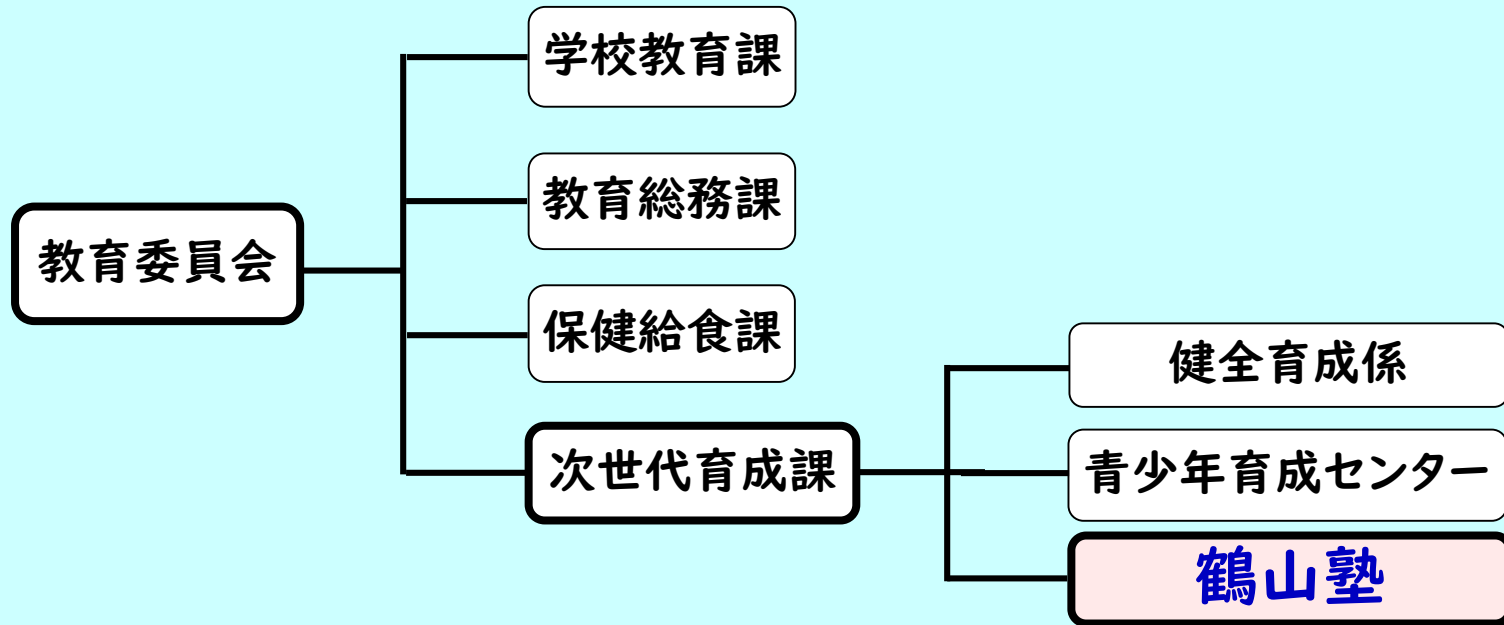 学校教育課
教育総務課
教育委員会
保健給食課
健全育成係
次世代育成課
青少年育成センター
鶴山塾